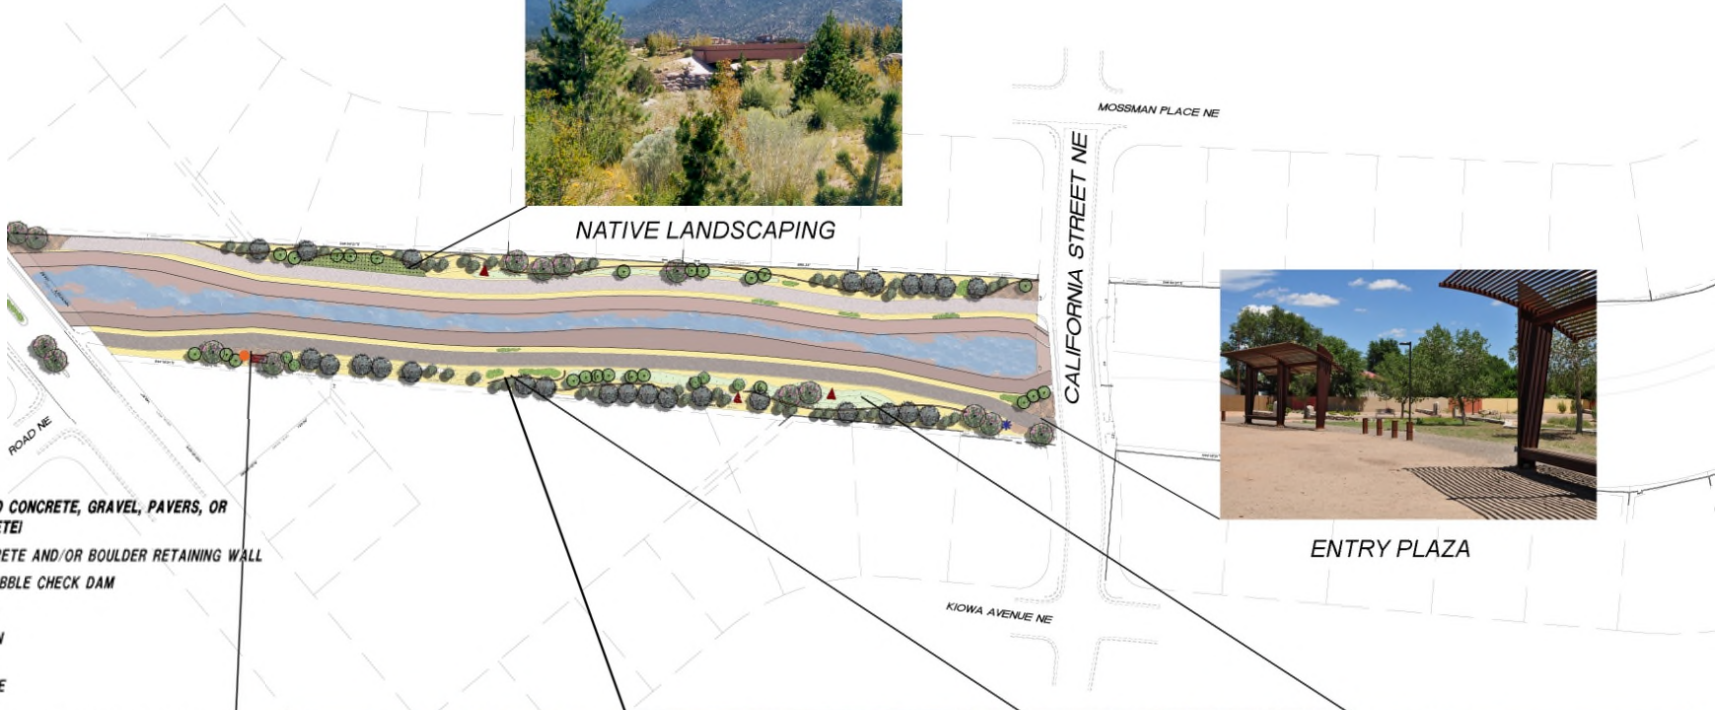 MOSSMAN PLACE NE
NATIVE LANDSCAPING
CALIFORNIA STREET NE
ROAD NE
CONCRETE, GRAVEL, PAVERS, OR
ETE)
RETE AND/OR BOULDER RETAINING WALL
BBLE CHECK DAM
N
E
ENTRY PLAZA
KIOWA AVENUE NE